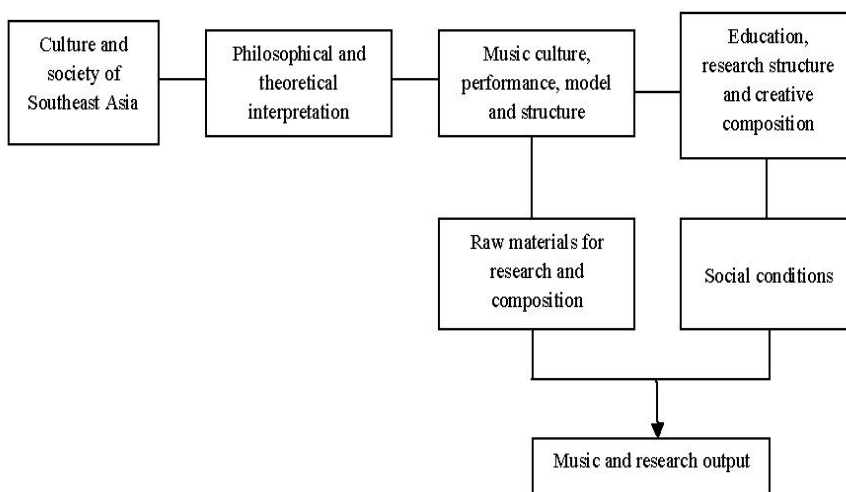 Culture and
society of
Southeast Asia
Philosophical and
theoretical
interpretation
Music culture,
performance, model
and structure
Education,
research structure
and creative
composition
Raw materials for
research and
composition
Social conditions
Music and research output